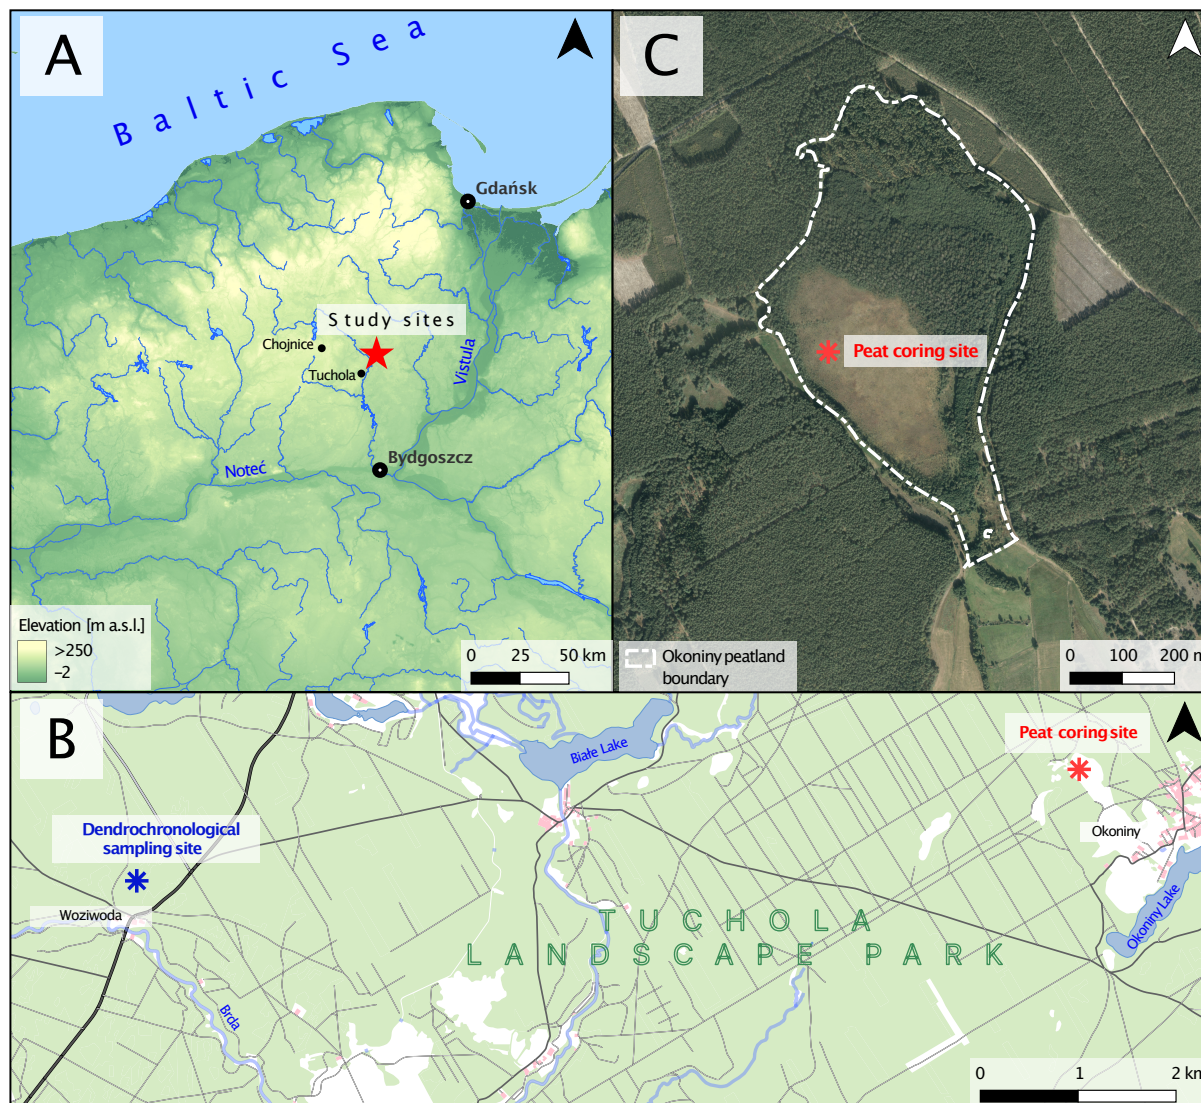 A
Baltic Sea
Gdańsk
Study sites
Chojnice
Tuchola
Vistula
Noteć
Bydgoszcz
Elevation [m a.s.l.]
>250
–2
0 25 50 km
C
Peat coring site
Okoniny peatland
boundary
0 100 200 m
B
Białe Lake
Peat coring site
Dendrochronological
sampling site
Okoniny
Woziwoda
Okoniny Lake
TUCHOLA
LANDSCAPE PARK
Brda
0 1 2 km